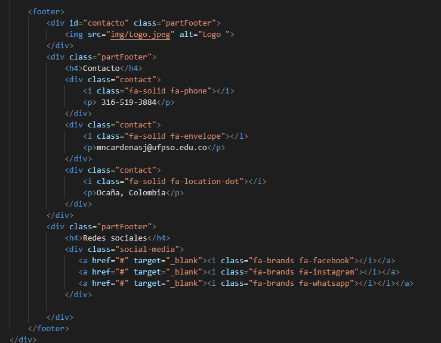 <footer>
<div id="contacto" class="partFooter">
<img src="img/Logo.jpeg" alt="Logo ">
</div>
<div class="partFooter">
<h4>Contacto</h4>
<div class="contact">
<i class="fa-solid fa-phone"></i>
<p> 316-519-3884</p>
</div>
<div class="contact">
<i class="fa-solid fa-envelope"></i>
<p>mncardenasj@ufpso.edu.co</p>
</div>
<div class="contact">
<i class="fa-solid fa-location-dot"></i>
<p>Ocaña, Colombia</p>
</div>
</div>
<div class="partFooter">
<h4>Redes sociales</h4>
<div class="social-media">
<a href="#" target="_blank"><i class="fa-brands fa-facebook"></i></a>
<a href="#" target="_blank"><i class="fa-brands fa-instagram"></i></a>
<a href="#" target="_blank"><i class="fa-brands fa-whatsapp"></i></i></a>
</div>
</div>
</footer>
</div>